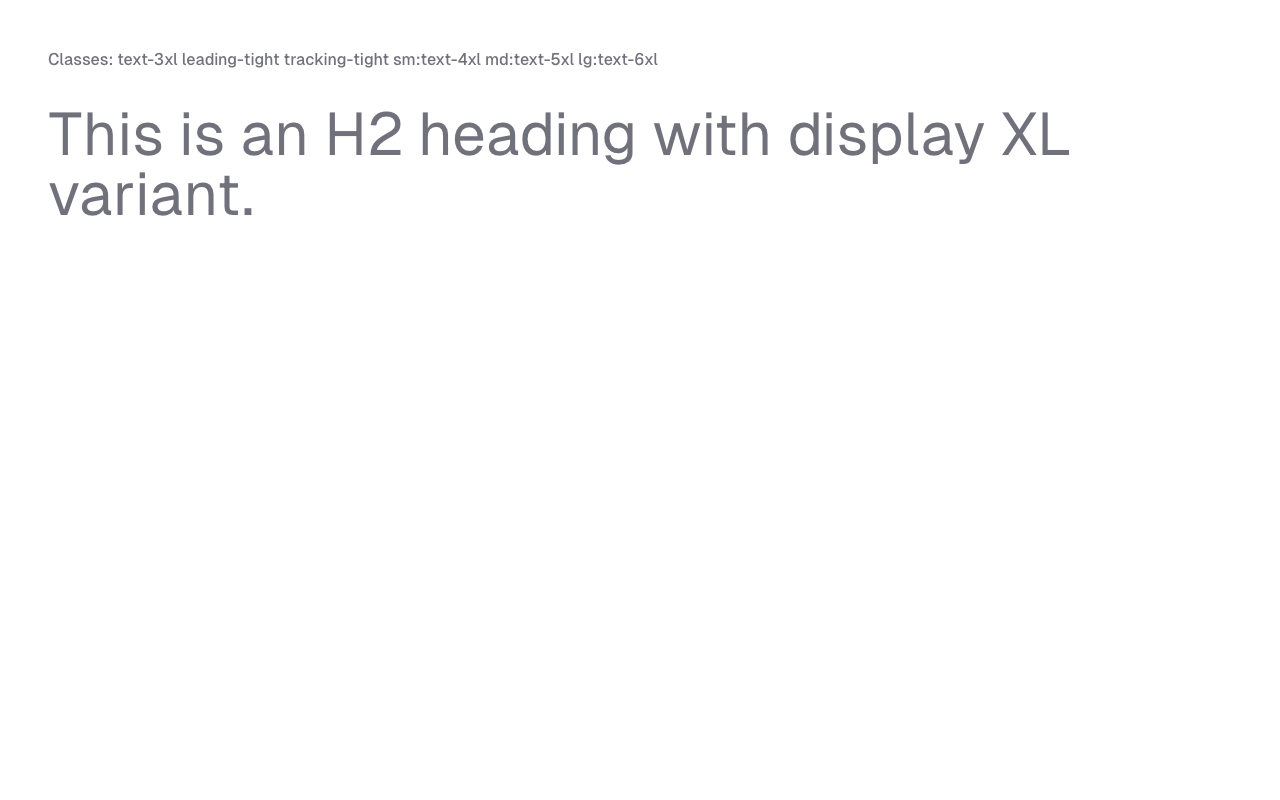 Classes: text-3xl leading-tight tracking-tight sm:text-4xl md:text-5xl lg:text-6xl
This is an H2 heading with display XL
variant.